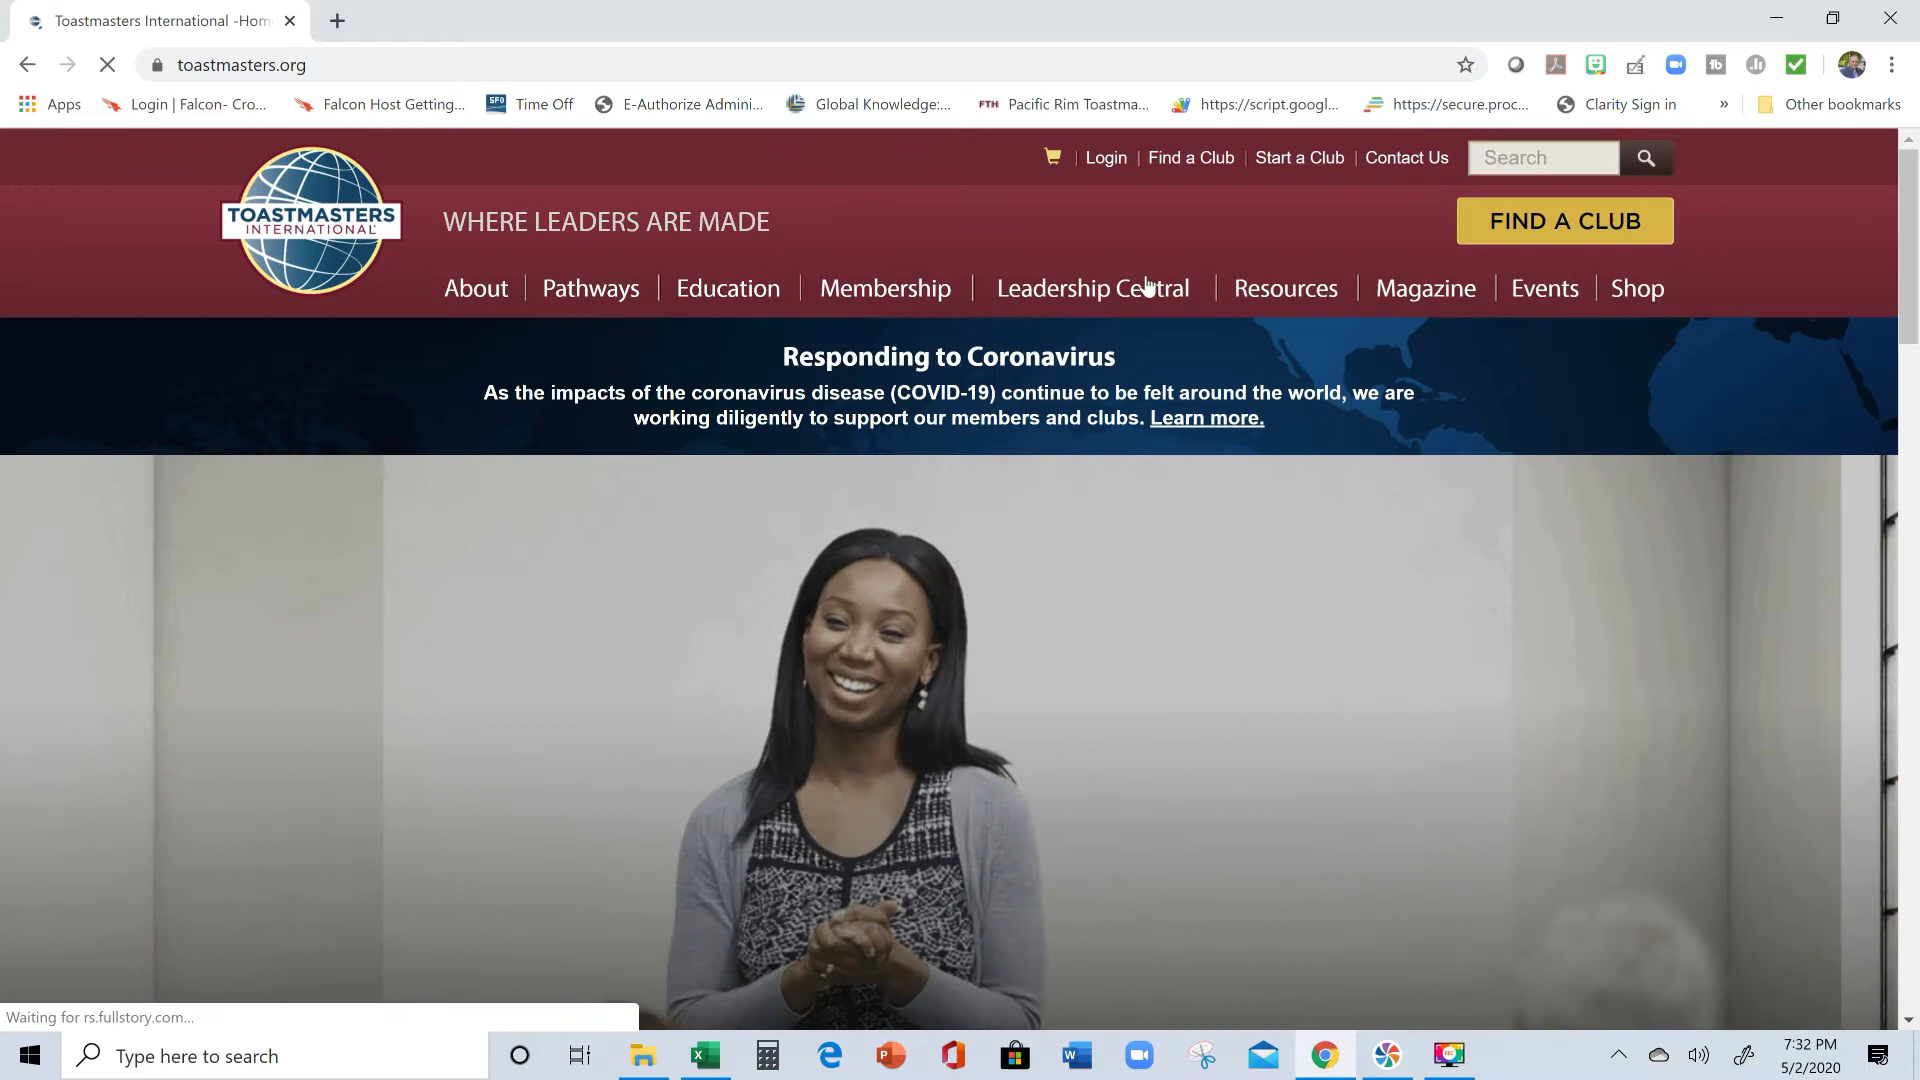 Toastmasters International -Hom
toastmasters.org
Apps
Login | Falcon- Cro...
Falcon Host Getting...
SFO
Time Off
E-Authorize Admini...
Global Knowledge:...
FTH
Pacific Rim Toastma...
https://script.googl...
https://secure.proc...
Clarity Sign in
»
Other bookmarks
Login
Find a Club
Start a Club
Contact Us
Search
TOASTMASTERS
INTERNATIONAL
WHERE LEADERS ARE MADE
FIND A CLUB
About
Pathways
Education
Membership
Leadership Central
Resources
Magazine
Events
Shop
Responding to Coronavirus
As the impacts of the coronavirus disease (COVID-19) continue to be felt around the world, we are
working diligently to support our members and clubs. Learn more.
Waiting for rs.fullstory.com...
Type here to search
7:32 PM
5/2/2020